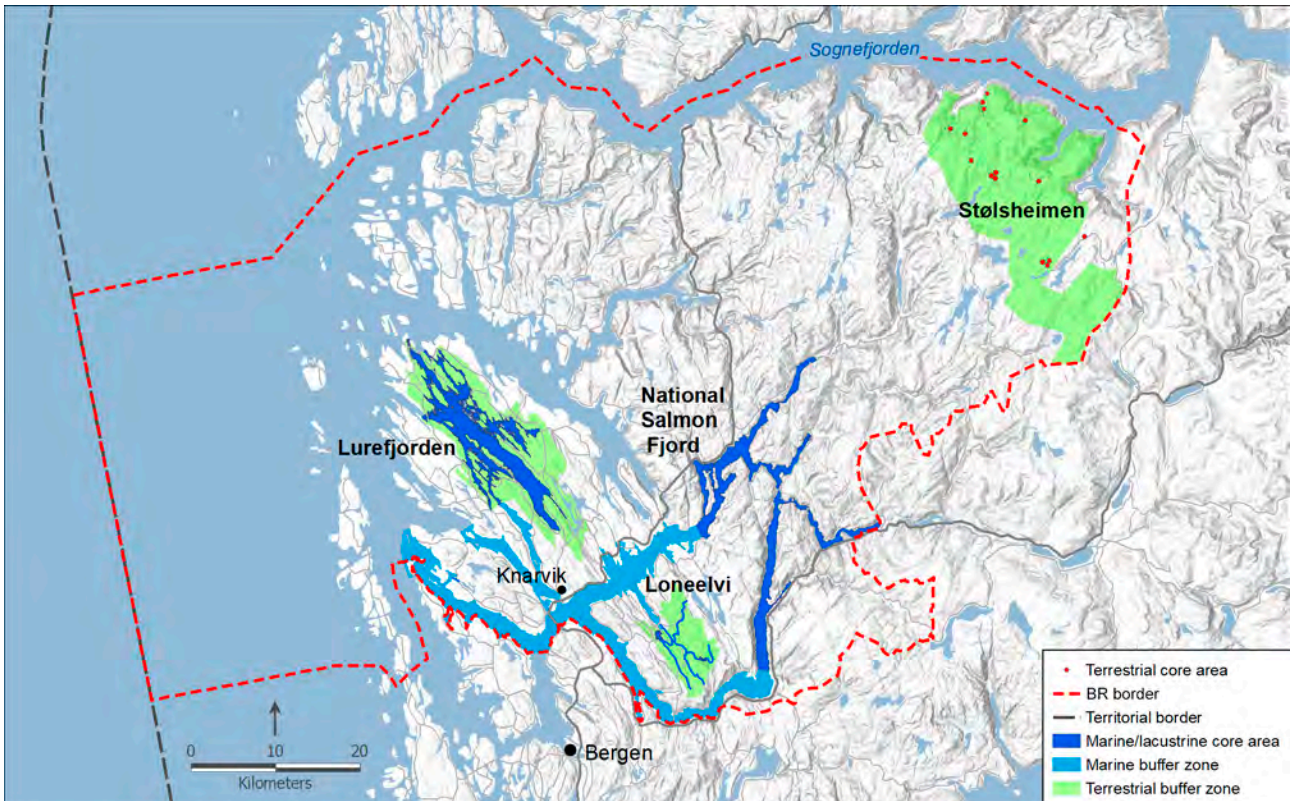 Sognefjorden
Stølsheimen
National
Salmon
Fjord
Lurefjorden
Knarvik
Loneelvi
Bergen
0 10 20
Kilometers
Terrestrial core area
BR border
Territorial border
Marine/lacustrine core area
Marine buffer zone
Terrestrial buffer zone